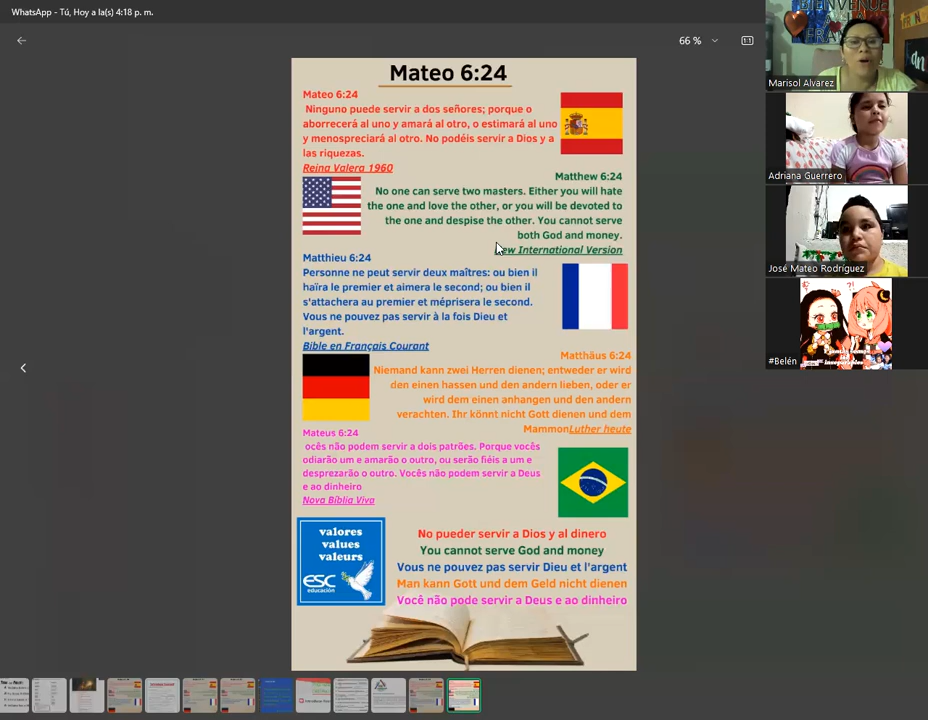 WhatsApp - Tú, Hoy a la(s) 4:18 p. m.
66 %
1:1
Mateo 6:24
Mateo 6:24
Ninguno puede servir a dos señores; porque o
aborrecerá al uno y amará al otro, o estimará al uno
y menospreciará al otro. No podéis servir a Dios y a
las riquezas.
Reina Valera 1960
Matthew 6:24
No one can serve two masters. Either you will hate
the one and love the other, or you will be devoted to
the one and despise the other. You cannot serve
both God and money.
ew International Version
Matthieu 6:24
Personne ne peut servir deux maîtres: ou bien il
haïra le premier et aimera le second; ou bien il
s'attachera au premier et méprisera le second.
Vous ne pouvez pas servir à la fois Dieu et
l'argent.
Bible en Français Courant
Matthäus 6:24
Niemand kann zwei Herren dienen; entweder er wird
den einen hassen und den andern lieben, oder er
wird dem einen anhangen und den andern
verachten. Ihr könnt nicht Gott dienen und dem
MammonLuther heute
Mateus 6:24
ocês não podem servir a dois patrões. Porque vocês
odiarão um e amarão o outro, ou serão fiéis a um e
desprezarão o outro. Vocês não podem servir a Deus
e ao dinheiro
Nova Bíblia Viva
valores
values
valeurs
esc
educación
No pueder servir a Dios y al dinero
You cannot serve God and money
Vous ne pouvez pas servir Dieu et l'argent
Man kann Gott und dem Geld nicht dienen
Você não pode servir a Deus e ao dinheiro
BIENVENUE
Marisol Alvarez
Adriana Guerrero
José Mateo Rodríguez
#Belén